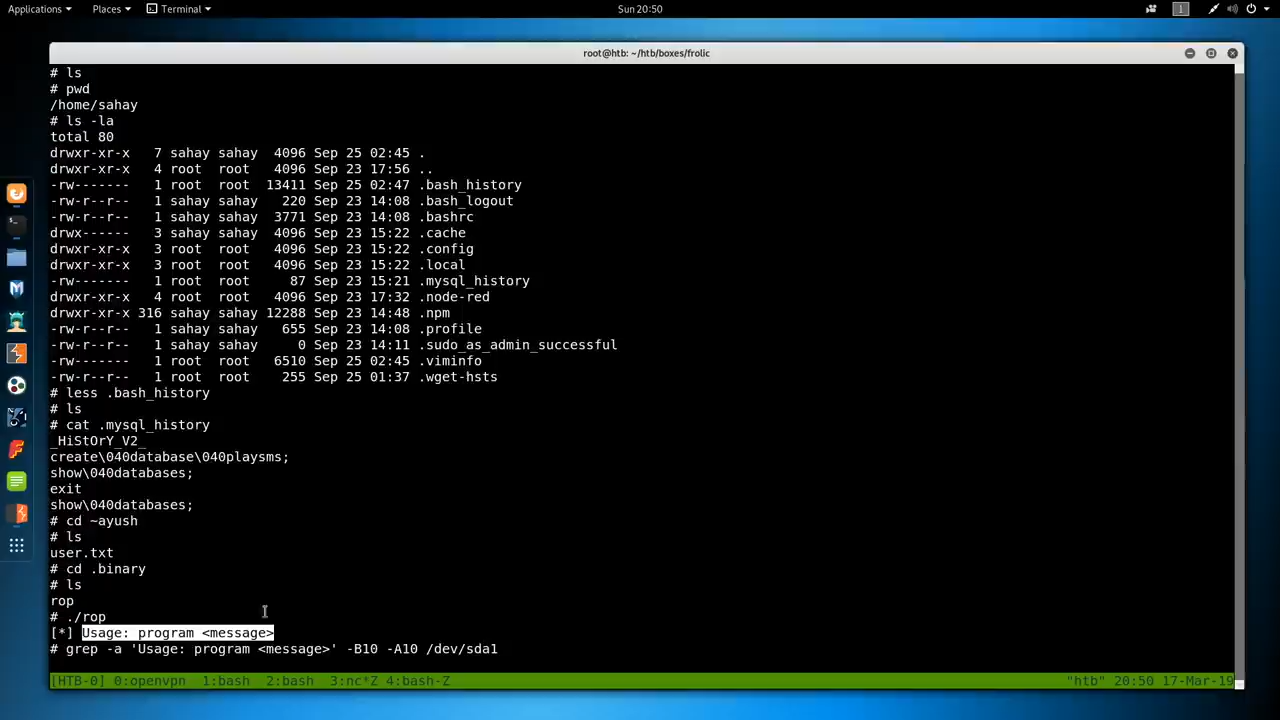 Applications
Places
Terminal
Sun 20:50
1
root@htb: ~/htb/boxes/frolic
# ls
# pwd
/home/sahay
# ls -la
total 80
drwxr-xr-x   7 sahay sahay  4096 Sep 25 02:45 .
drwxr-xr-x   4 root  root   4096 Sep 23 17:56 ..
-rw-------   1 root  root  13411 Sep 25 02:47 .bash_history
-rw-r--r--   1 sahay sahay   220 Sep 23 14:08 .bash_logout
-rw-r--r--   1 sahay sahay  3771 Sep 23 14:08 .bashrc
drwx------   3 sahay sahay  4096 Sep 23 15:22 .cache
drwxr-xr-x   3 root  root   4096 Sep 23 15:22 .config
drwxr-xr-x   3 root  root   4096 Sep 23 15:22 .local
-rw-------   1 root  root     87 Sep 23 15:21 .mysql_history
drwxr-xr-x   4 root  root   4096 Sep 23 17:32 .node-red
drwxr-xr-x 316 sahay sahay 12288 Sep 23 14:48 .npm
-rw-r--r--   1 sahay sahay   655 Sep 23 14:08 .profile
-rw-r--r--   1 sahay sahay     0 Sep 23 14:11 .sudo_as_admin_successful
-rw-------   1 root  root   6510 Sep 25 02:45 .viminfo
-rw-r--r--   1 root  root    255 Sep 25 01:37 .wget-hsts
# less .bash_history
# ls
# cat .mysql_history
_HiStOrY_V2_
create\040database\040playsms;
show\040databases;
exit
show\040databases;
# cd ~ayush
# ls
user.txt
# cd .binary
# ls
rop
# ./rop
[*] Usage: program <message>
# grep -a 'Usage: program <message>' -B10 -A10 /dev/sda1
[HTB-0] 0:openvpn  1:bash  2:bash  3:nc*Z 4:bash-Z "htb" 20:50 17-Mar-19